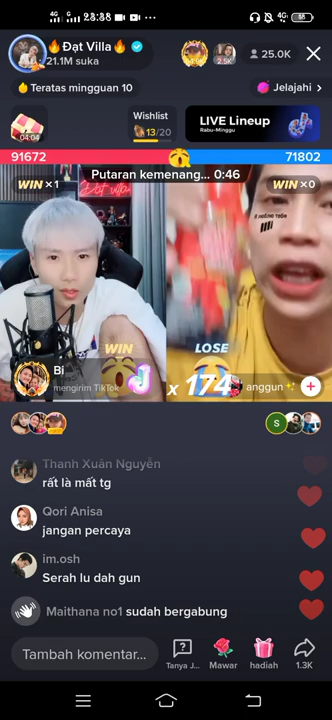 4G G 23:38 4G
🔥Đạt Villa🔥
21.1M suka
2.5K
25.0K
Teratas mingguan 10
Jelajahi >
04:04
Wishlist
13/20
LIVE Lineup
Rabu-Minggu
91672
71802
Putaran kemenang... 0:46
WIN ×1
WIN ×0
WIN
LOSE
Bi
mengirim TikTok
x 174
anggun✨
S
Thanh Xuân Nguyễn
rất là mất tg
Qori Anisa
jangan percaya
im.osh
Serah lu dah gun
Maithana no1 sudah bergabung
Tambah komentar...
Tanya J...
Mawar
hadiah
1.3K